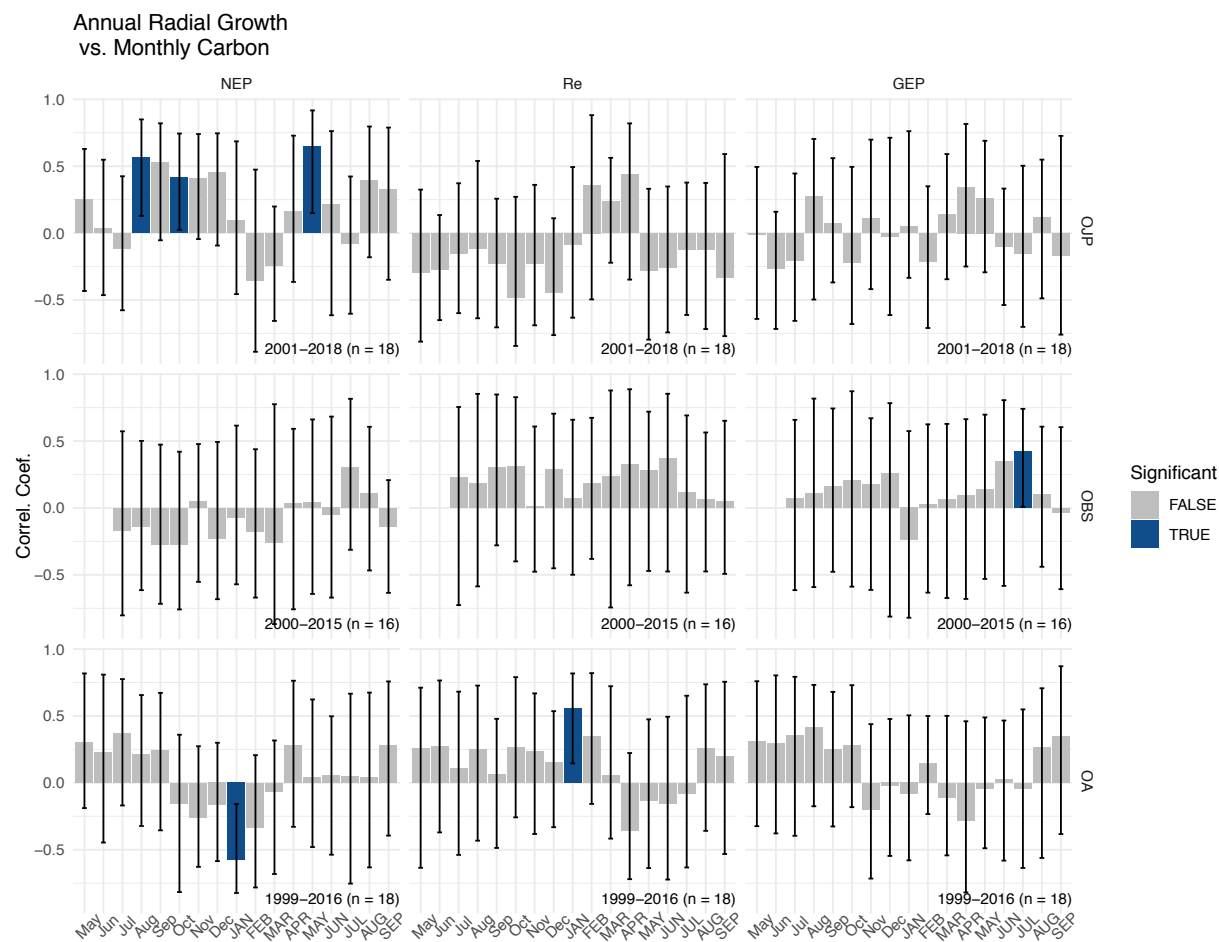 Annual Radial Growth
vs. Monthly Carbon
NEP
Re
GEP
1.0
0.5
0.0
−0.5
2001−2018 (n = 18)
2001−2018 (n = 18)
2001−2018 (n = 18)
OJP
1.0
0.5
0.0
−0.5
2000−2015 (n = 16)
2000−2015 (n = 16)
2000−2015 (n = 16)
OBS
Correl. Coef.
1.0
0.5
0.0
−0.5
1999−2016 (n = 18)
1999−2016 (n = 18)
1999−2016 (n = 18)
OA
May Jun Jul Aug Sep Oct Nov Dec JAN FEB MAR APR MAY JUN JUL AUG SEP
May Jun Jul Aug Sep Oct Nov Dec JAN FEB MAR APR MAY JUN JUL AUG SEP
May Jun Jul Aug Sep Oct Nov Dec JAN FEB MAR APR MAY JUN JUL AUG SEP
Significant
FALSE
TRUE